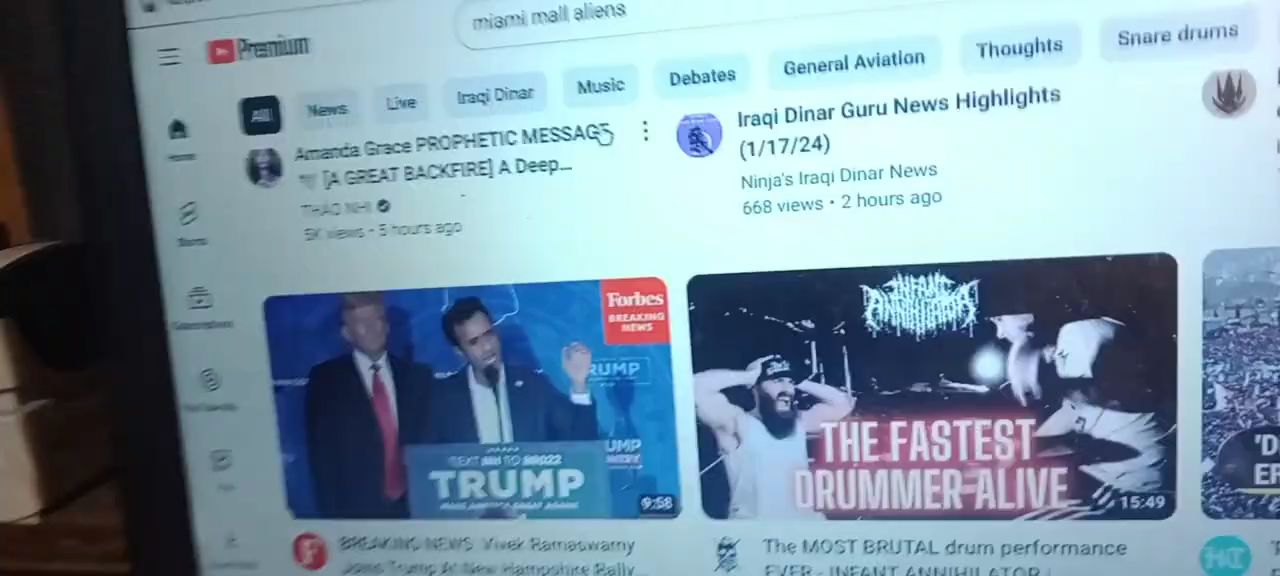 miami mall aliens
Premium
All
News
Live
Iraqi Dinar
Music
Debates
General Aviation
Thoughts
Snare drums
Amanda Grace PROPHETIC MESSAGE
[A GREAT BACKFIRE] A Deep...
THAO NHI
5K views • 5 hours ago
Iraqi Dinar Guru News Highlights
(1/17/24)
Ninja's Iraqi Dinar News
668 views • 2 hours ago
Home
Shorts
Subscriptions
Forbes
BREAKING
NEWS
TRUMP
TEXT NH TO 88022
TRUMP
MAKE AMERICA GREAT AGAIN!
9:58
INFANT
ANNIHILATOR
THE FASTEST
DRUMMER ALIVE
15:49
BREAKING NEWS: Vivek Ramaswamy
Joins Trump At New Hampshire Rally...
The MOST BRUTAL drum performance
EVER - INFANT ANNIHILATOR
'D